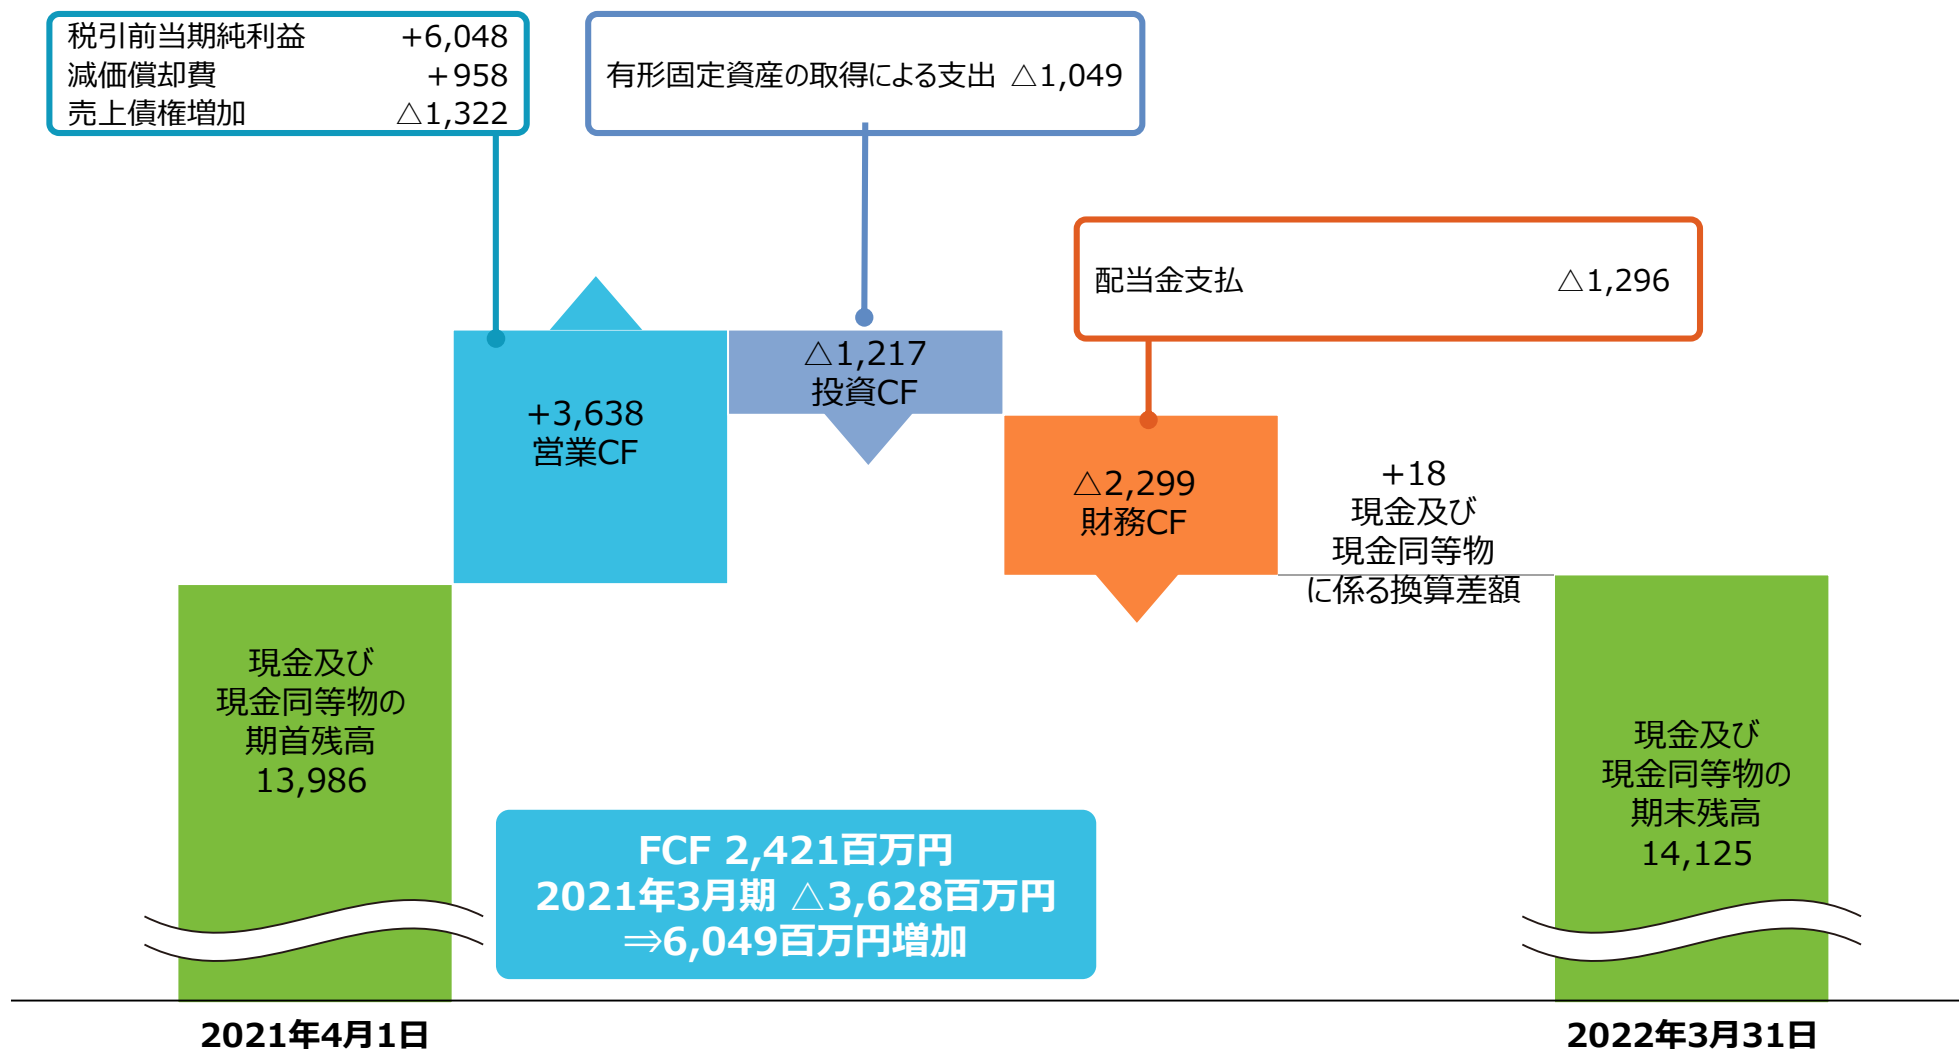 税引前当期純利益 +6,048
減価償却費 +958
売上債権増加 △1,322
有形固定資産の取得による支出 △1,049
配当金支払 △1,296
+3,638
営業CF
△1,217
投資CF
△2,299
財務CF
+18
現金及び
現金同等物
に係る換算差額
現金及び
現金同等物の
期首残高
13,986
現金及び
現金同等物の
期末残高
14,125
FCF 2,421百万円
2021年3月期 △3,628百万円
⇒6,049百万円増加
2021年4月1日
2022年3月31日